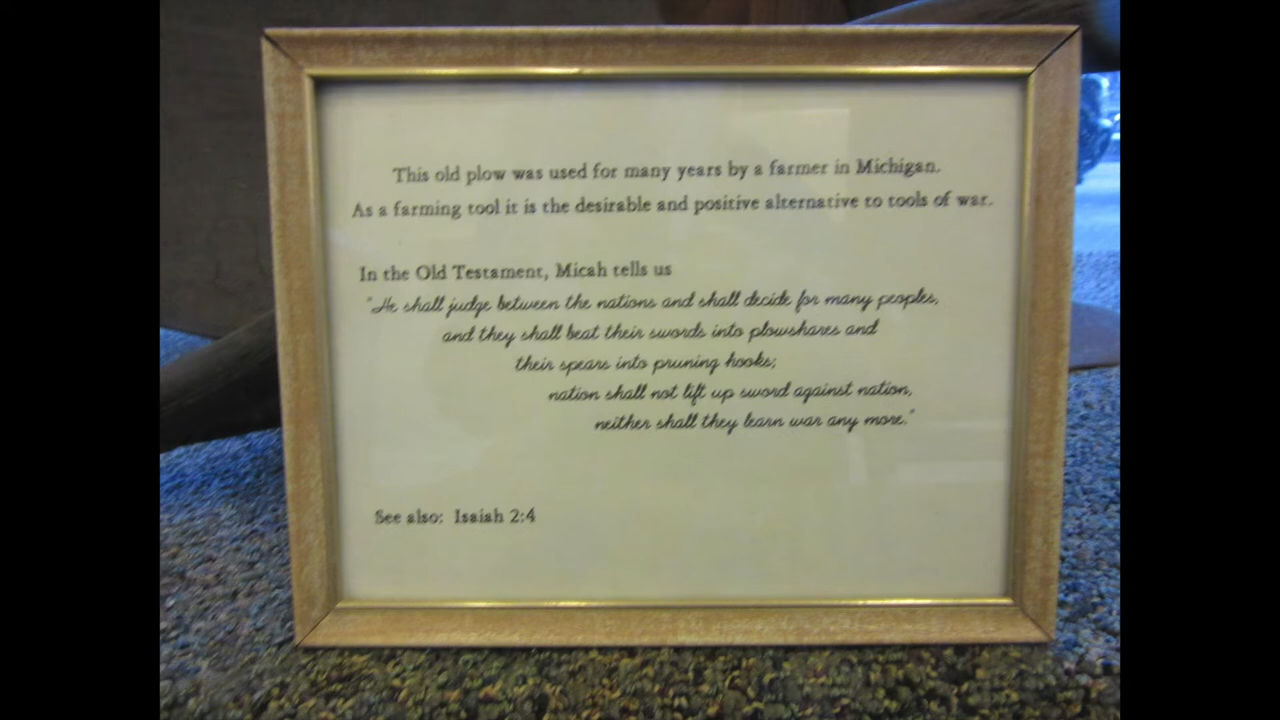 This old plow was used for many years by a farmer in Michigan.
As a farming tool it is the desirable and positive alternative to tools of war.
In the Old Testament, Micah tells us
"He shall judge between the nations and shall decide for many peoples,
and they shall beat their swords into plowshares and
their spears into pruning hooks;
nation shall not lift up sword against nation,
neither shall they learn war any more."
See also: Isaiah 2:4